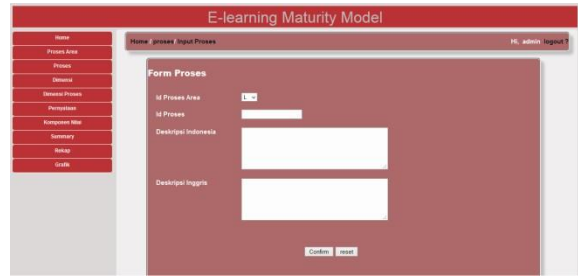 E-learning Maturity Model
Home
Proses Area
Proses
Dimensi
Dimensi Proses
Pernyataan
Komponen Nilai
Summary
Rekap
Grafik
Home/ proses/ Input Proses
Hi, admin logout ?
Form Proses
Id Proses Area
L
Id Proses
Deskripsi Indonesia
Deskripsi Inggris
Confirm
reset